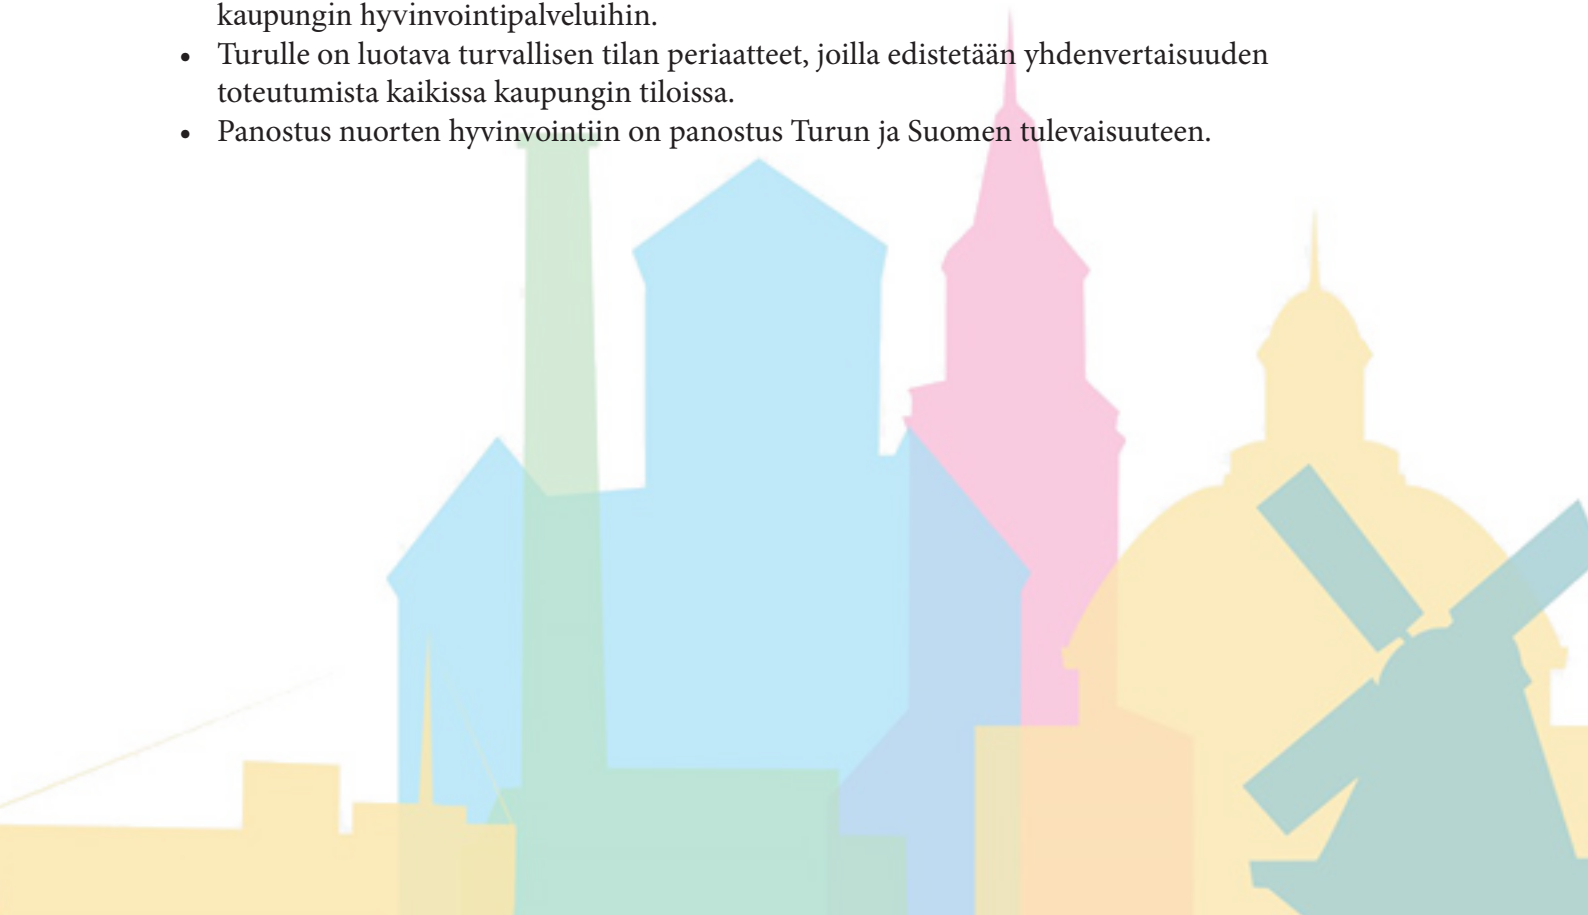 kaupungin hyvinvointipalveluihin.
• Turulle on luotava turvallisen tilan periaatteet, joilla edistetään yhdenvertaisuuden
toteutumista kaikissa kaupungin tiloissa.
• Panostus nuorten hyvinvointiin on panostus Turun ja Suomen tulevaisuuteen.